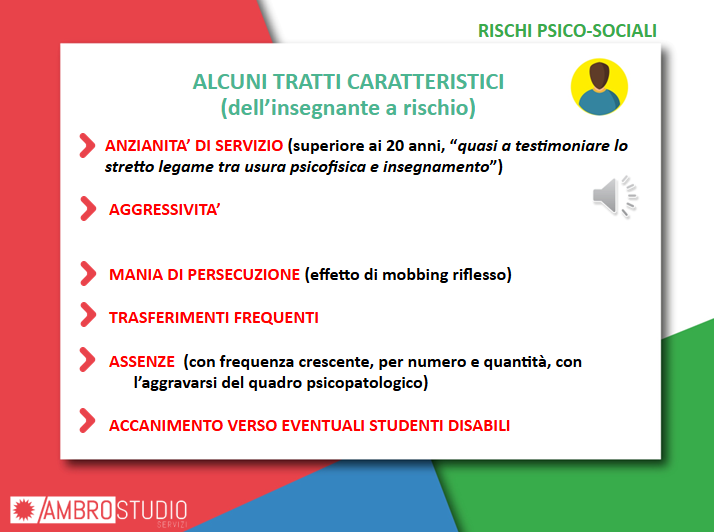 RISCHI PSICO-SOCIALI
ALCUNI TRATTI CARATTERISTICI
(dell’insegnante a rischio)
ANZIANITA’ DI SERVIZIO (superiore ai 20 anni, “quasi a testimoniare lo
stretto legame tra usura psicofisica e insegnamento”)
AGGRESSIVITA’
MANIA DI PERSECUZIONE (effetto di mobbing riflesso)
TRASFERIMENTI FREQUENTI
ASSENZE (con frequenza crescente, per numero e quantità, con
l’aggravarsi del quadro psicopatologico)
ACCANIMENTO VERSO EVENTUALI STUDENTI DISABILI
AMBROSTUDIO
SERVIZI